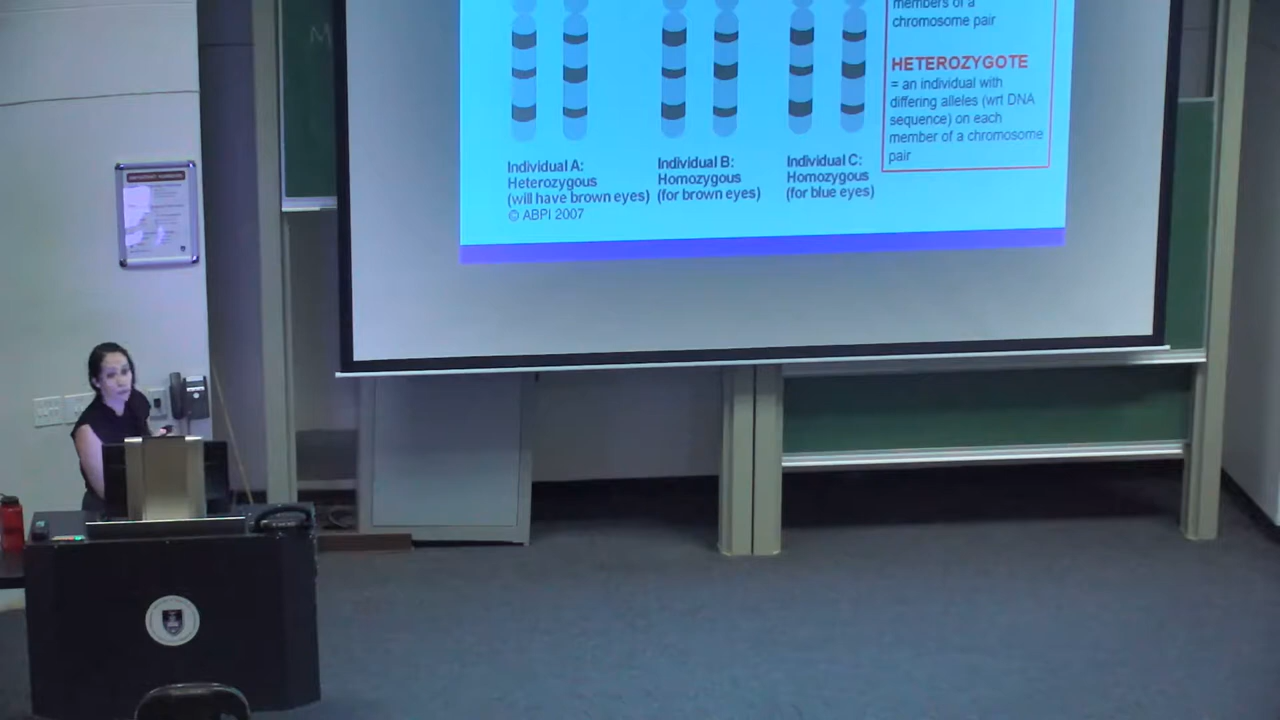 M
members of a
chromosome pair
HETEROZYGOTE
= an individual with
differing alleles (wrt DNA
sequence) on each
member of a chromosome
pair
Individual A:
Heterozygous
(will have brown eyes)
© ABPI 2007
Individual B:
Homozygous
(for brown eyes)
Individual C:
Homozygous
(for blue eyes)